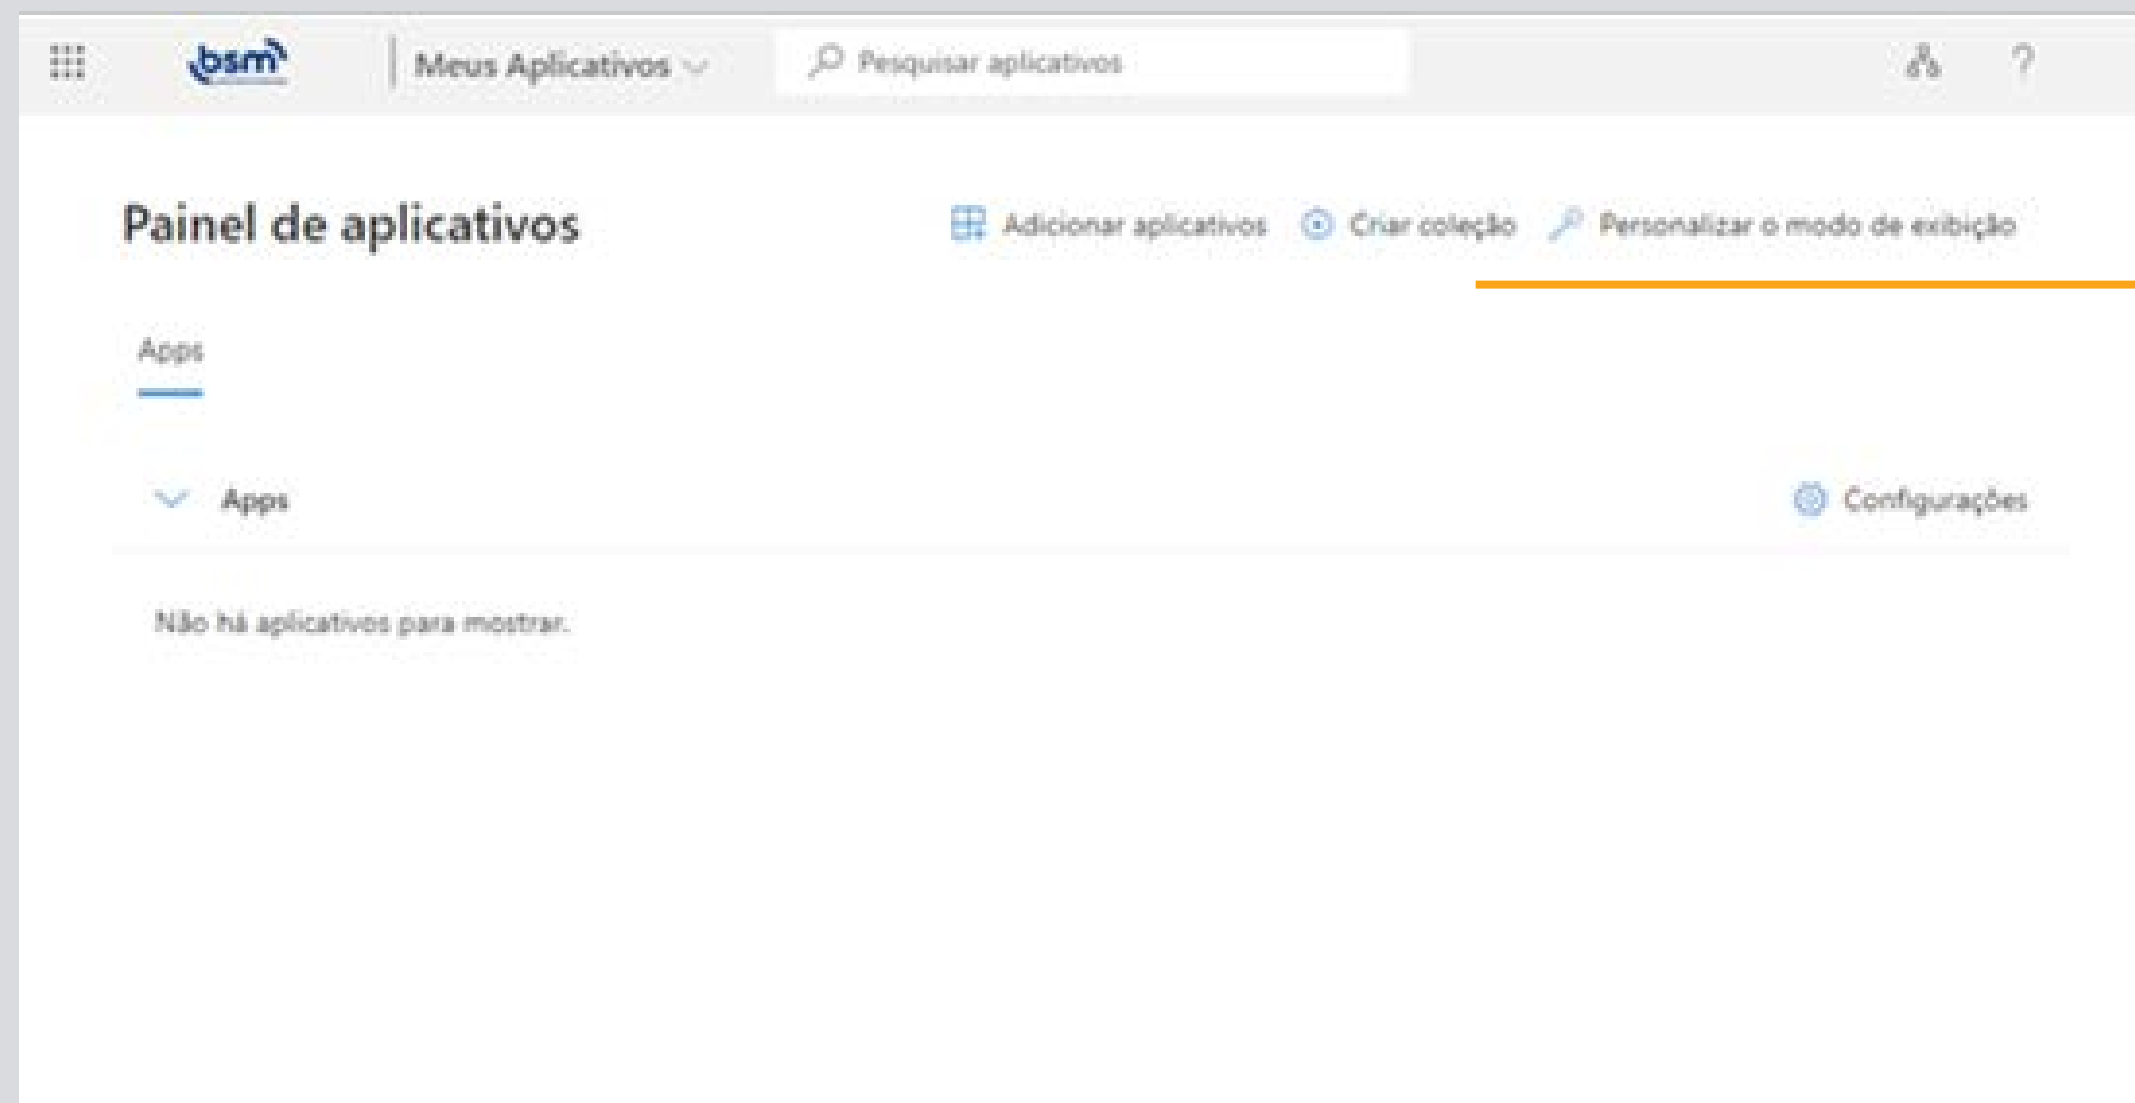 bsm
Meus Aplicativos
Pesquisar aplicativos
?
Painel de aplicativos
Adicionar aplicativos
Criar coleção
Personalizar o modo de exibição
Apps
Apps
Configurações
Não há aplicativos para mostrar.